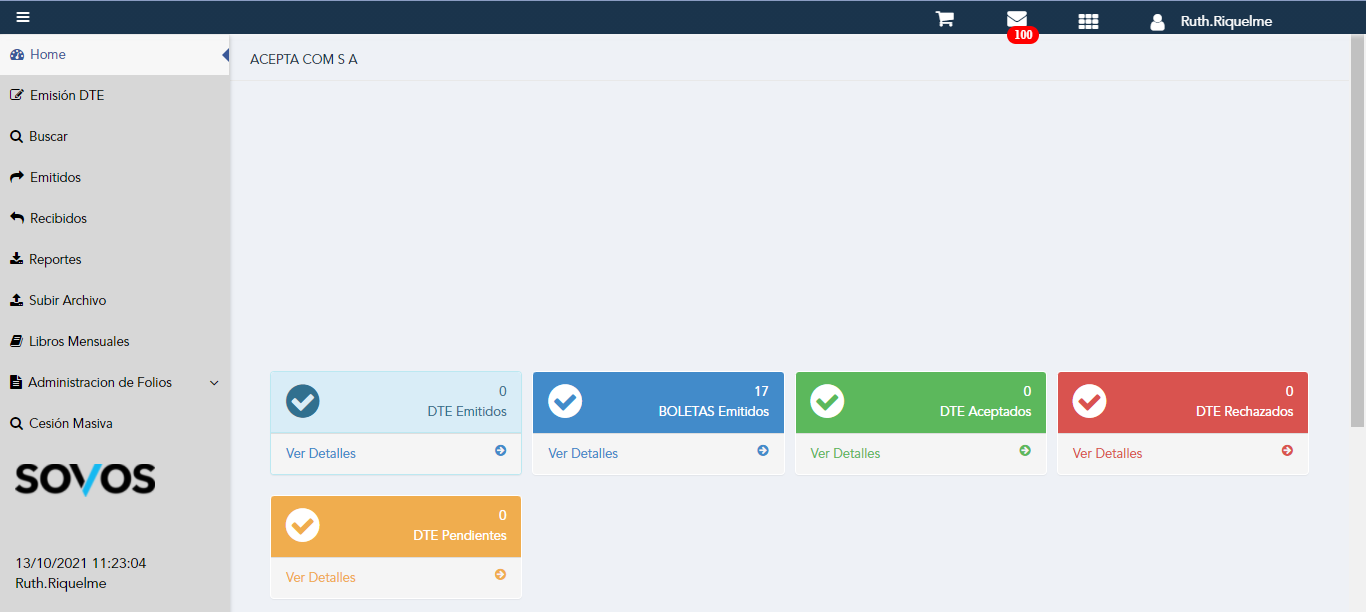 100
Ruth.Riquelme
Home
ACEPTA COM S A
Emisión DTE
Buscar
Emitidos
Recibidos
Reportes
Subir Archivo
Libros Mensuales
Administracion de Folios
Cesión Masiva
SOVOS
13/10/2021 11:23:04
Ruth.Riquelme
0
DTE Emitidos
Ver Detalles
17
BOLETAS Emitidos
Ver Detalles
0
DTE Aceptados
Ver Detalles
0
DTE Rechazados
Ver Detalles
0
DTE Pendientes
Ver Detalles